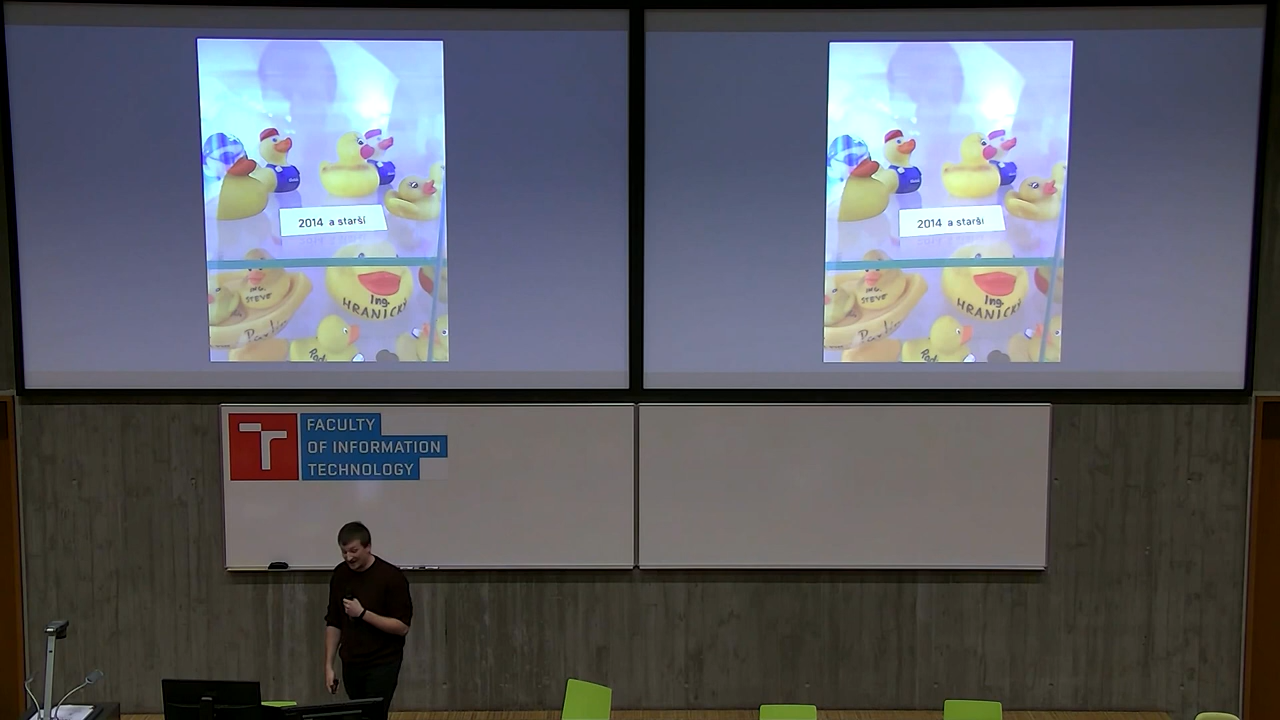 2014 a starší
ING.
STEVE
Ing.
HRANICKÝ
2014 a starší
ING.
STEVE
Ing.
HRANICKÝ
FACULTY
OF INFORMATION
TECHNOLOGY